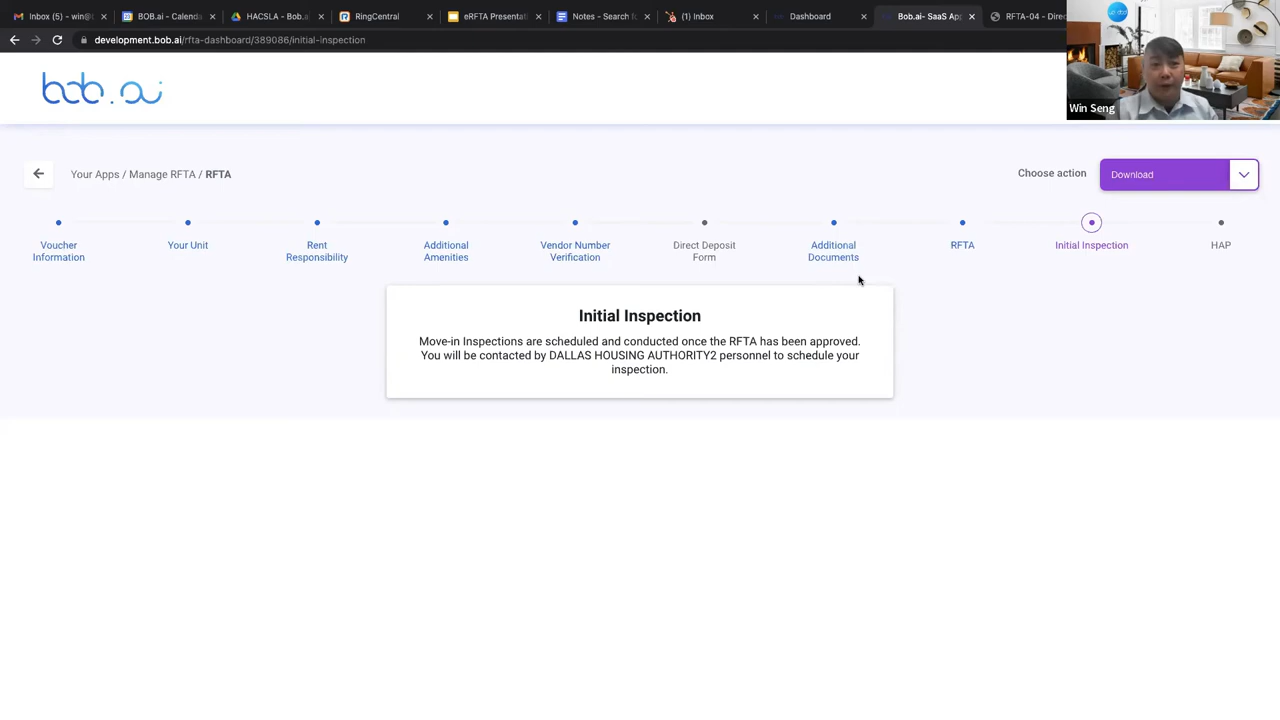 Inbox (5) - win@
BOB.ai - Calenda
HACSLA - Bob.ai
RingCentral
eRFTA Presentati
Notes - Search fo
(1) Inbox
Dashboard
Bob.ai- SaaS App
RFTA-04 - Direc
development.bob.ai/rfta-dashboard/389086/initial-inspection
Win Seng
bob.ai
Your Apps / Manage RFTA / RFTA
Choose action
Download
Voucher
Information
Your Unit
Rent
Responsibility
Additional
Amenities
Vendor Number
Verification
Direct Deposit
Form
Additional
Documents
RFTA
Initial Inspection
HAP
Initial Inspection
Move-in Inspections are scheduled and conducted once the RFTA has been approved.
You will be contacted by DALLAS HOUSING AUTHORITY2 personnel to schedule your
inspection.